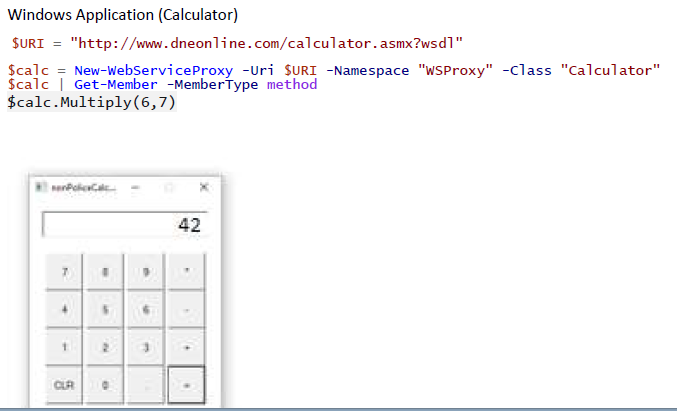 Windows Application (Calculator)
$URI = "http://www.dneonline.com/calculator.asmx?wsdl"
$calc = New-WebServiceProxy -Uri $URI -Namespace "WSProxy" -Class "Calculator"
$calc | Get-Member -MemberType method
$calc.Multiply(6,7)
42
7 8 9 *
4 5 6 -
1 2 3 +
CLR 0 . =